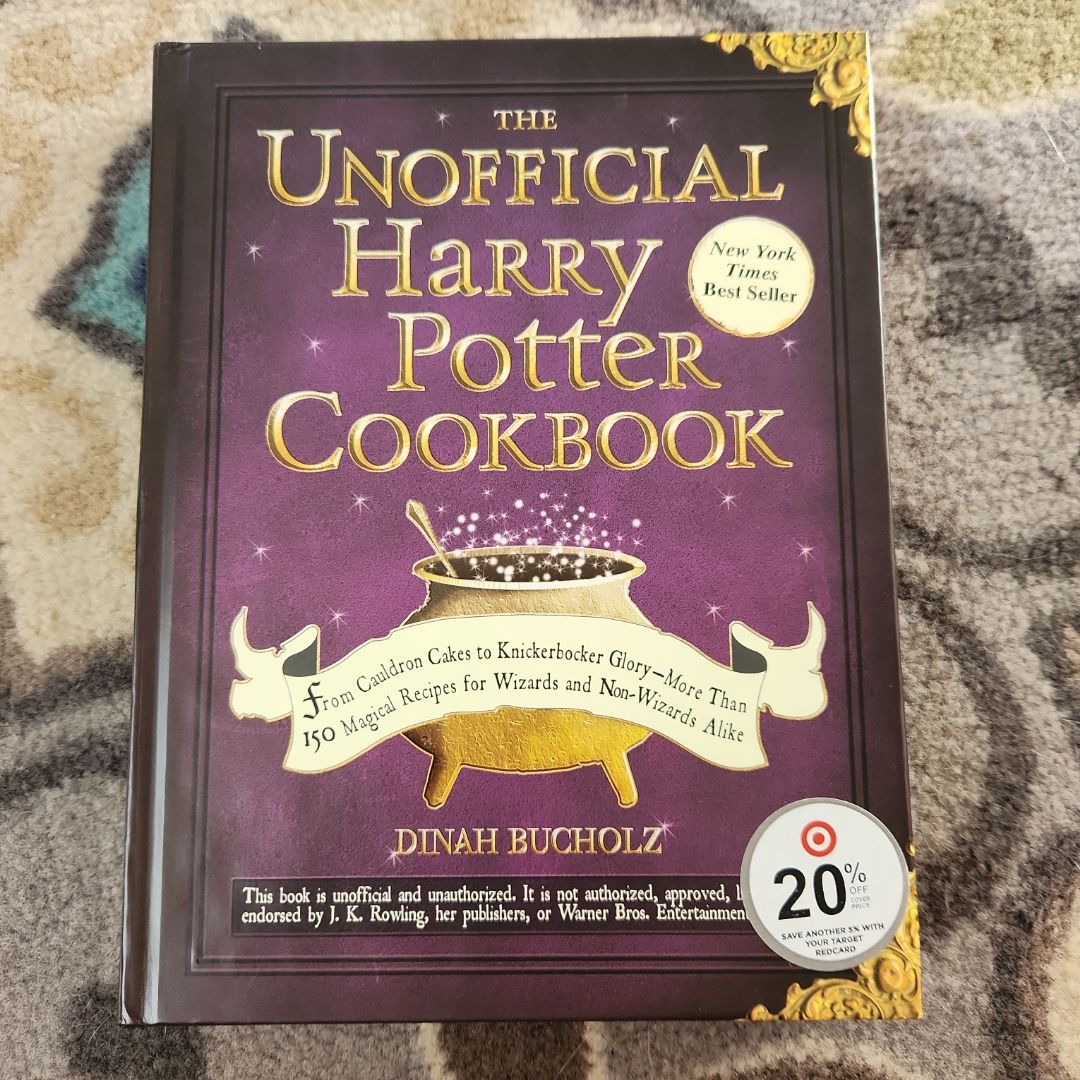 THE
UNOFFICIAL
HARRY
POTTER
COOKBOOK
New York
Times
Best Seller
From Cauldron Cakes to Knickerbocker Glory—More Than
150 Magical Recipes for Wizards and Non-Wizards Alike
DINAH BUCHOLZ
This book is unofficial and unauthorized. It is not authorized, approved,
endorsed by J. K. Rowling, her publishers, or Warner Bros. Entertainment
20% OFF
COVER
PRICE
SAVE ANOTHER 5% WITH
YOUR TARGET
REDCARD